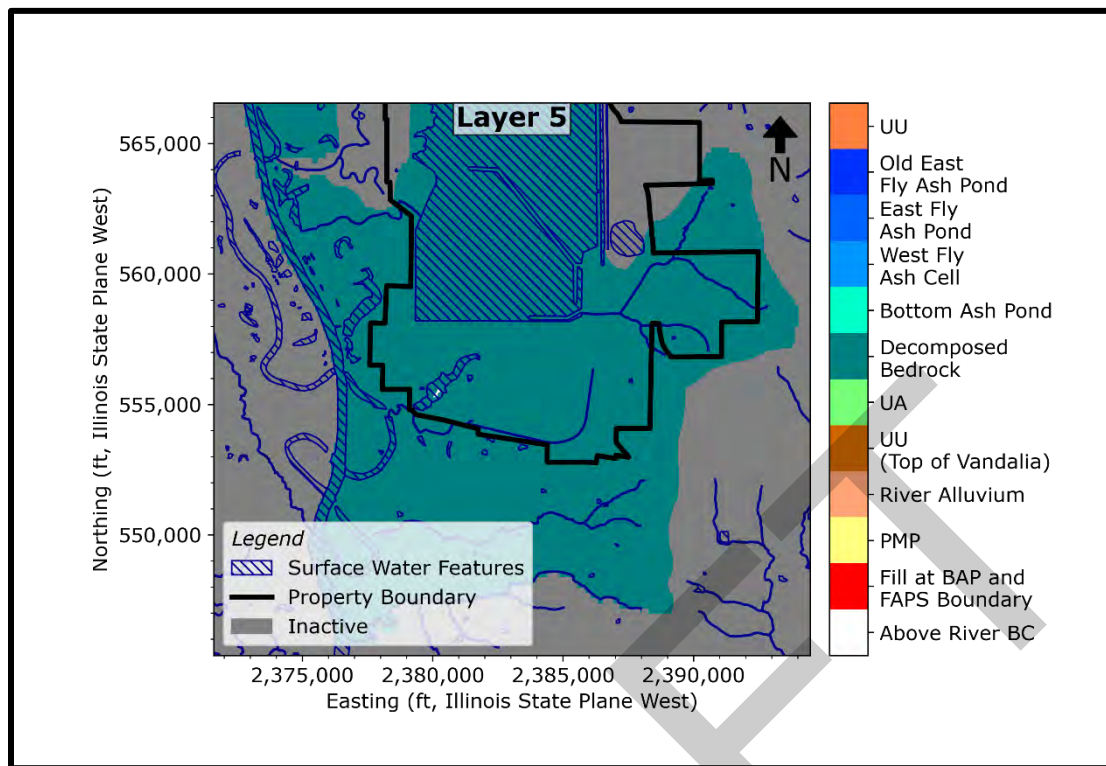 Layer 5
N
565,000
560,000
555,000
550,000
Northing (ft, Illinois State Plane West)
Legend
Surface Water Features
Property Boundary
Inactive
2,375,000 2,380,000 2,385,000 2,390,000
Easting (ft, Illinois State Plane West)
UU
Old East
Fly Ash Pond
East Fly
Ash Pond
West Fly
Ash Cell
Bottom Ash Pond
Decomposed
Bedrock
UA
UU
(Top of Vandalia)
River Alluvium
PMP
Fill at BAP and
FAPS Boundary
Above River BC